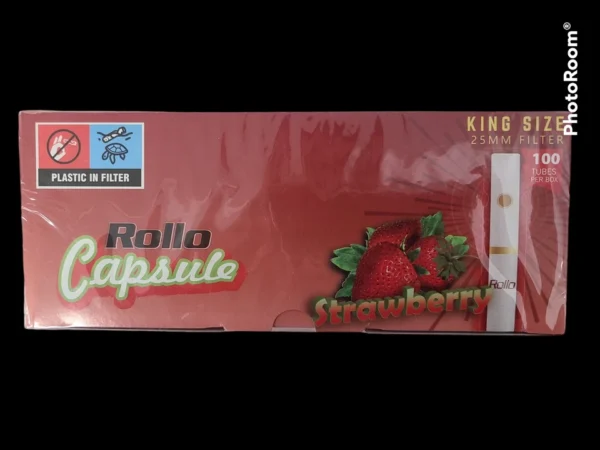 PhotoRoom®
KING SIZE
25MM FILTER
100
TUBES
PER BOX
PLASTIC IN FILTER
Rollo
Capsule
Rollo
Strawberry